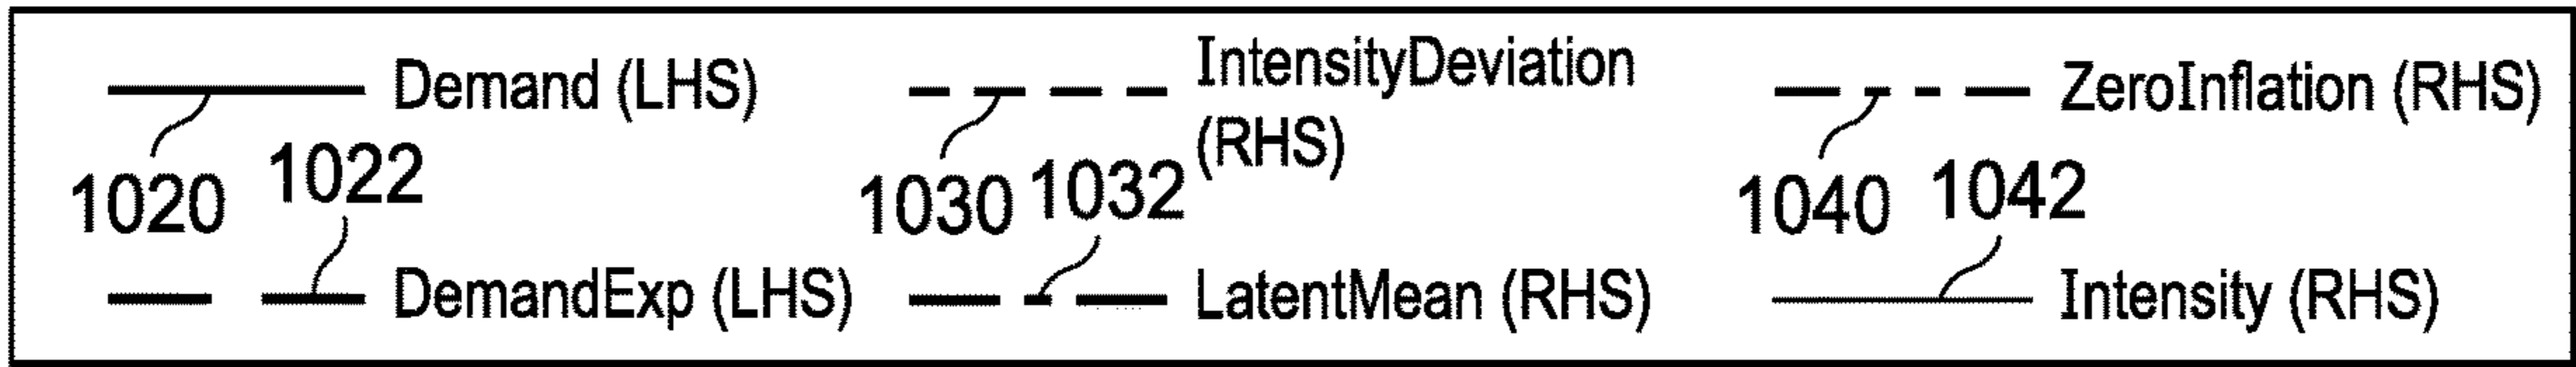 Demand (LHS)
1020
1022
DemandExp (LHS)
IntensityDeviation
(RHS)
1030
1032
LatentMean (RHS)
ZeroInflation (RHS)
1040
1042
Intensity (RHS)